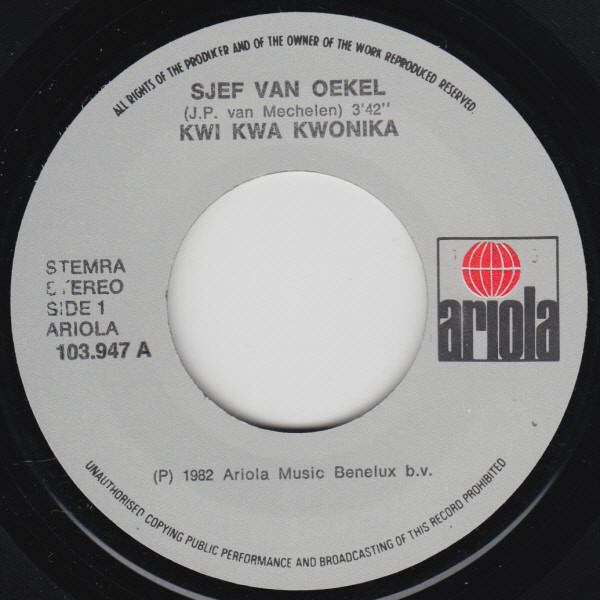 ALL RIGHTS OF THE PRODUCER AND OF THE OWNER OF THE WORK REPRODUCED RESERVED
SJEF VAN OEKEL
(J.P. van Mechelen) 3'42"
KWI KWA KWONIKA
STEMRA
STEREO
SIDE 1
ARIOLA
103.947 A
ariola
(P) 1982 Ariola Music Benelux b.v.
UNAUTHORISED COPYING PUBLIC PERFORMANCE AND BROADCASTING OF THIS RECORD PROHIBITED